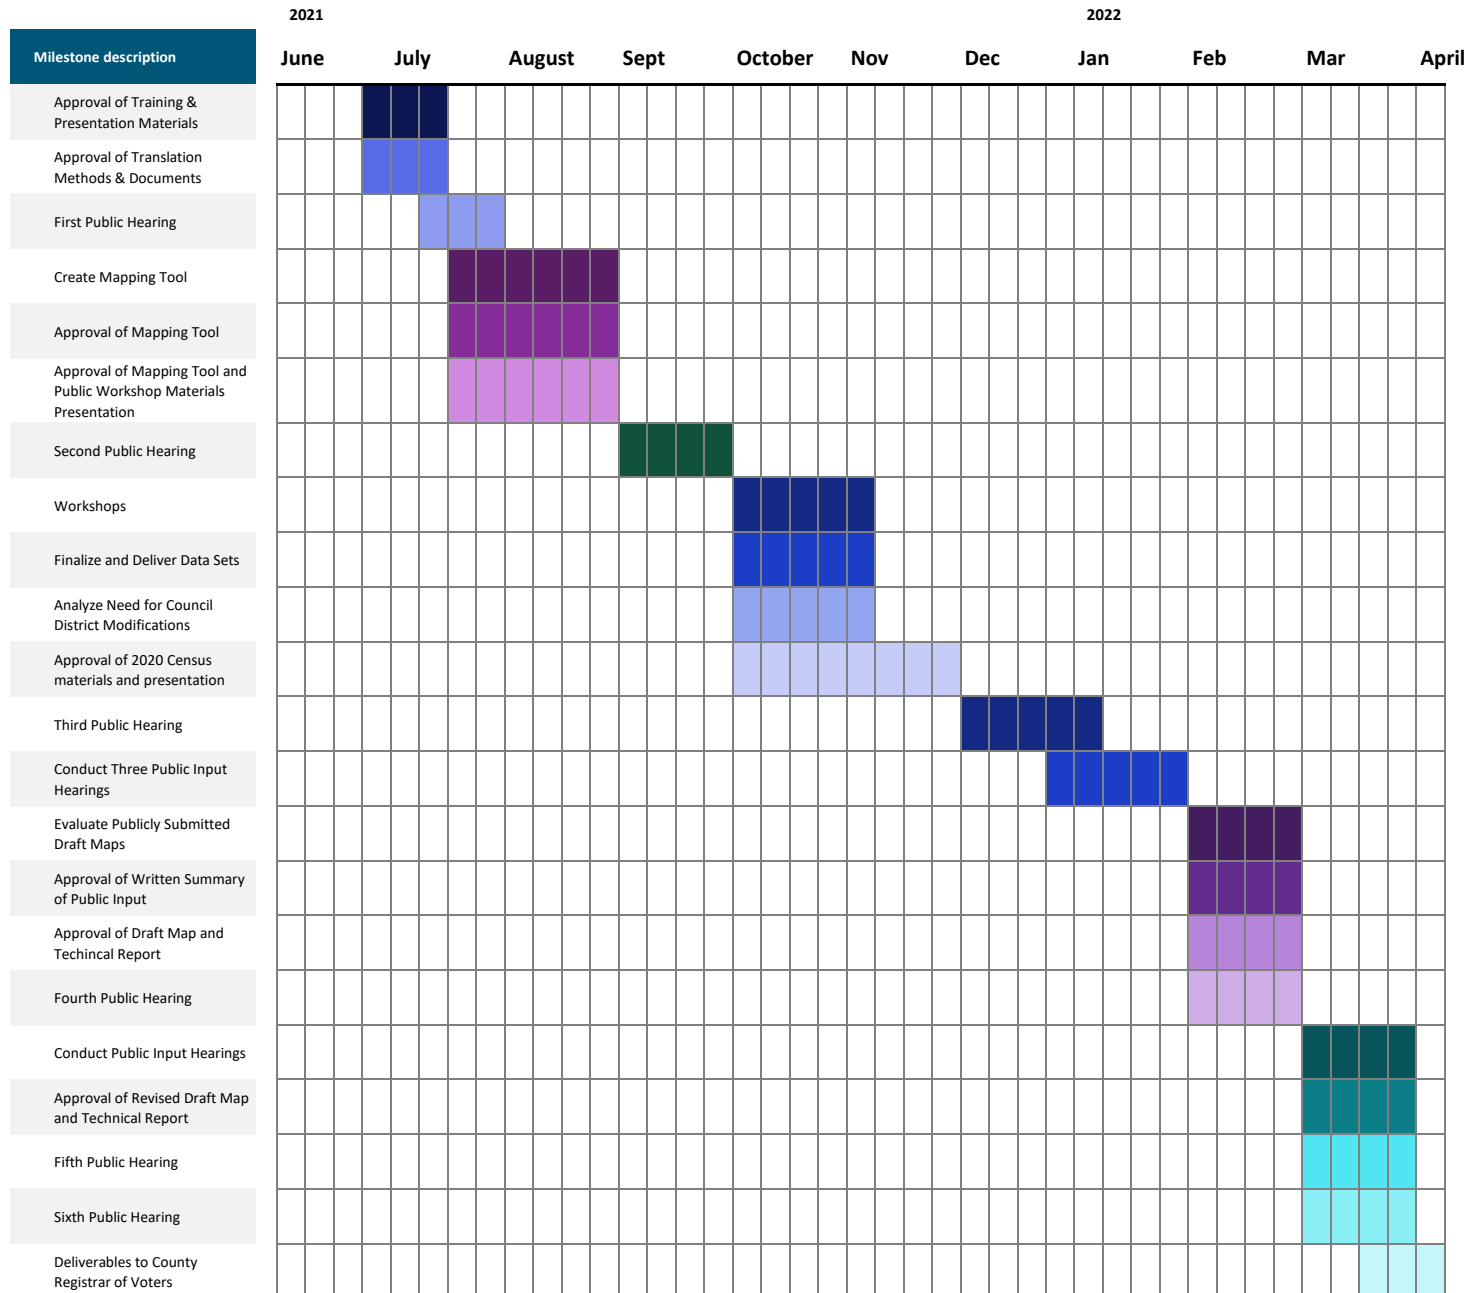 2021 2022
Milestone description June July August Sept October Nov Dec Jan Feb Mar April
Approval of Training &
Presentation Materials
Approval of Translation
Methods & Documents
First Public Hearing
Create Mapping Tool
Approval of Mapping Tool
Approval of Mapping Tool and
Public Workshop Materials
Presentation
Second Public Hearing
Workshops
Finalize and Deliver Data Sets
Analyze Need for Council
District Modifications
Approval of 2020 Census
materials and presentation
Third Public Hearing
Conduct Three Public Input
Hearings
Evaluate Publicly Submitted
Draft Maps
Approval of Written Summary
of Public Input
Approval of Draft Map and
Techincal Report
Fourth Public Hearing
Conduct Public Input Hearings
Approval of Revised Draft Map
and Technical Report
Fifth Public Hearing
Sixth Public Hearing
Deliverables to County
Registrar of Voters